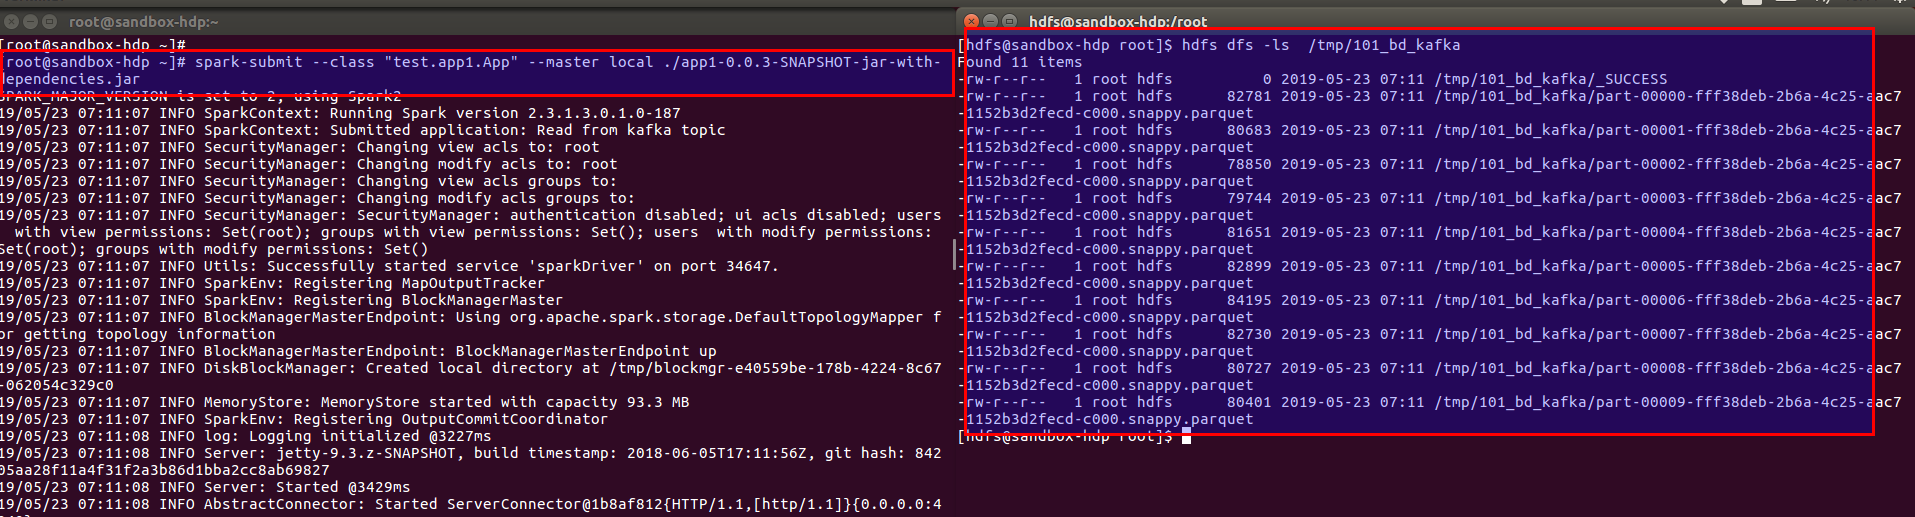 root@sandbox-hdp:~
[root@sandbox-hdp ~]#
[root@sandbox-hdp ~]# spark-submit --class "test.app1.App" --master local ./app1-0.0.3-SNAPSHOT-jar-with-
dependencies.jar
SPARK_MAJOR_VERSION is set to 2, using Spark2
19/05/23 07:11:07 INFO SparkContext: Running Spark version 2.3.1.3.0.1.0-187
19/05/23 07:11:07 INFO SparkContext: Submitted application: Read from kafka topic
19/05/23 07:11:07 INFO SecurityManager: Changing view acls to: root
19/05/23 07:11:07 INFO SecurityManager: Changing modify acls to: root
19/05/23 07:11:07 INFO SecurityManager: Changing view acls groups to:
19/05/23 07:11:07 INFO SecurityManager: Changing modify acls groups to:
19/05/23 07:11:07 INFO SecurityManager: SecurityManager: authentication disabled; ui acls disabled; users
with view permissions: Set(root); groups with view permissions: Set(); users  with modify permissions:
Set(root); groups with modify permissions: Set()
19/05/23 07:11:07 INFO Utils: Successfully started service 'sparkDriver' on port 34647.
19/05/23 07:11:07 INFO SparkEnv: Registering MapOutputTracker
19/05/23 07:11:07 INFO SparkEnv: Registering BlockManagerMaster
19/05/23 07:11:07 INFO BlockManagerMasterEndpoint: Using org.apache.spark.storage.DefaultTopologyMapper f
or getting topology information
19/05/23 07:11:07 INFO BlockManagerMasterEndpoint: BlockManagerMasterEndpoint up
19/05/23 07:11:07 INFO DiskBlockManager: Created local directory at /tmp/blockmgr-e40559be-178b-4224-8c67
-062054c329c0
19/05/23 07:11:07 INFO MemoryStore: MemoryStore started with capacity 93.3 MB
19/05/23 07:11:07 INFO SparkEnv: Registering OutputCommitCoordinator
19/05/23 07:11:08 INFO log: Logging initialized @3227ms
19/05/23 07:11:08 INFO Server: jetty-9.3.z-SNAPSHOT, build timestamp: 2018-06-05T17:11:56Z, git hash: 842
05aa28f11a4f31f2a3b86d1bba2cc8ab69827
19/05/23 07:11:08 INFO Server: Started @3429ms
19/05/23 07:11:08 INFO AbstractConnector: Started ServerConnector@1b8af812{HTTP/1.1,[http/1.1]}{0.0.0.0:4
hdfs@sandbox-hdp:/root
[hdfs@sandbox-hdp root]$ hdfs dfs -ls  /tmp/101_bd_kafka
Found 11 items
-rw-r--r--   1 root hdfs          0 2019-05-23 07:11 /tmp/101_bd_kafka/_SUCCESS
-rw-r--r--   1 root hdfs      82781 2019-05-23 07:11 /tmp/101_bd_kafka/part-00000-fff38deb-2b6a-4c25-aac7
-1152b3d2fecd-c000.snappy.parquet
-rw-r--r--   1 root hdfs      80683 2019-05-23 07:11 /tmp/101_bd_kafka/part-00001-fff38deb-2b6a-4c25-aac7
-1152b3d2fecd-c000.snappy.parquet
-rw-r--r--   1 root hdfs      78850 2019-05-23 07:11 /tmp/101_bd_kafka/part-00002-fff38deb-2b6a-4c25-aac7
-1152b3d2fecd-c000.snappy.parquet
-rw-r--r--   1 root hdfs      79744 2019-05-23 07:11 /tmp/101_bd_kafka/part-00003-fff38deb-2b6a-4c25-aac7
-1152b3d2fecd-c000.snappy.parquet
-rw-r--r--   1 root hdfs      81651 2019-05-23 07:11 /tmp/101_bd_kafka/part-00004-fff38deb-2b6a-4c25-aac7
-1152b3d2fecd-c000.snappy.parquet
-rw-r--r--   1 root hdfs      82899 2019-05-23 07:11 /tmp/101_bd_kafka/part-00005-fff38deb-2b6a-4c25-aac7
-1152b3d2fecd-c000.snappy.parquet
-rw-r--r--   1 root hdfs      84195 2019-05-23 07:11 /tmp/101_bd_kafka/part-00006-fff38deb-2b6a-4c25-aac7
-1152b3d2fecd-c000.snappy.parquet
-rw-r--r--   1 root hdfs      82730 2019-05-23 07:11 /tmp/101_bd_kafka/part-00007-fff38deb-2b6a-4c25-aac7
-1152b3d2fecd-c000.snappy.parquet
-rw-r--r--   1 root hdfs      80727 2019-05-23 07:11 /tmp/101_bd_kafka/part-00008-fff38deb-2b6a-4c25-aac7
-1152b3d2fecd-c000.snappy.parquet
-rw-r--r--   1 root hdfs      80401 2019-05-23 07:11 /tmp/101_bd_kafka/part-00009-fff38deb-2b6a-4c25-aac7
-1152b3d2fecd-c000.snappy.parquet
[hdfs@sandbox-hdp root]$